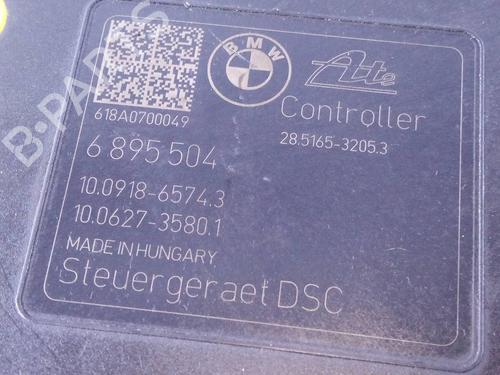 BMW
Ate
Controller
618A0700049
28.5165-3205.3
6 895 504
10.0918-6574.3
10.0627-3580.1
MADE IN HUNGARY
Steuergeraet DSC
B-PARTS